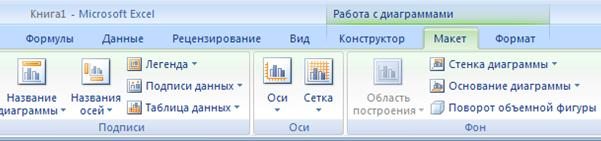 Книга1 - Microsoft Excel Работа с диаграммами
Формулы Данные Рецензирование Вид Конструктор Макет Формат
Название диаграммы
Названия осей
Легенда
Подписи данных
Таблица данных
Оси
Сетка
Область построения
Стенка диаграммы
Основание диаграммы
Поворот объемной фигуры
Подписи Оси Фон